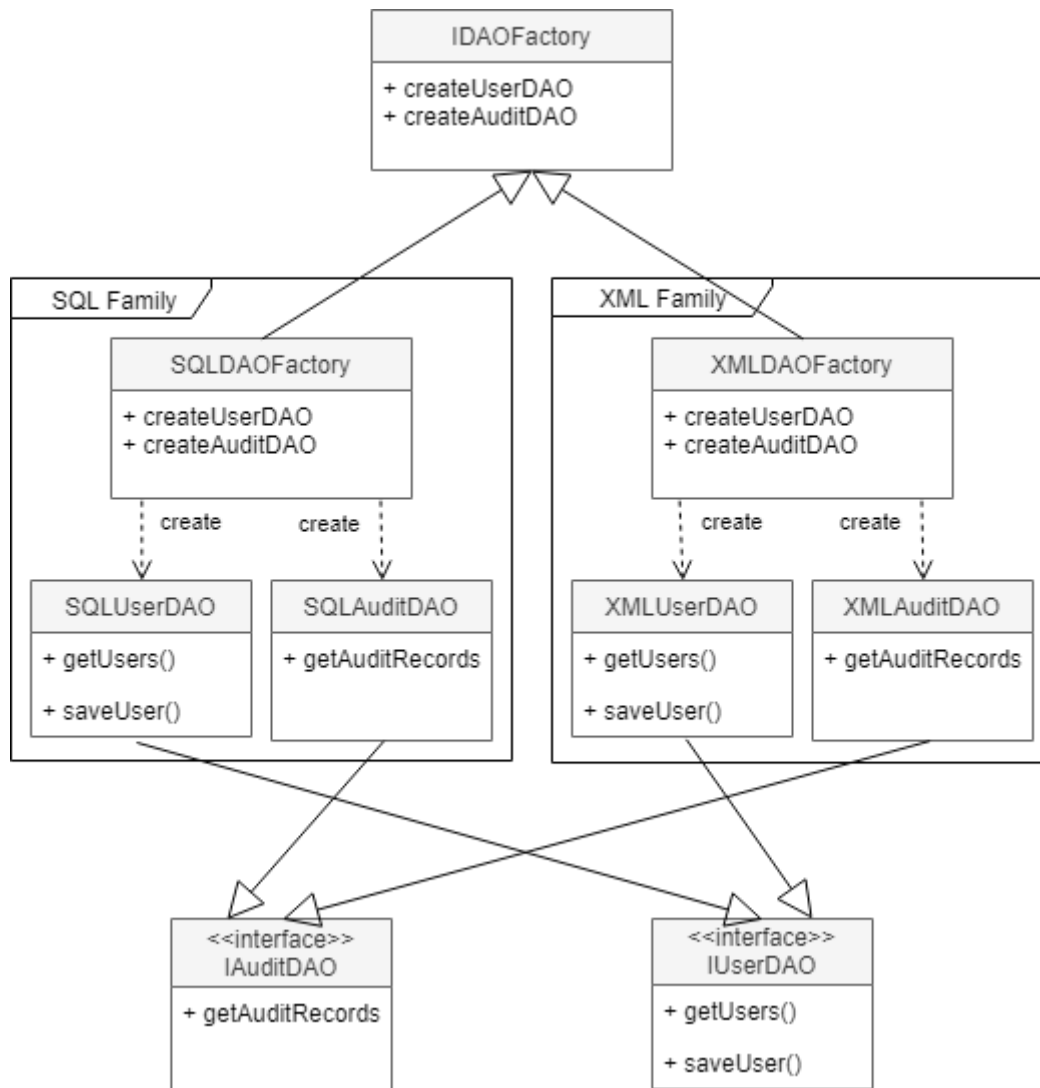 IDAOFactory
+ createUserDAO
+ createAuditDAO
SQL Family
SQLDAOFactory
+ createUserDAO
+ createAuditDAO
create
create
SQLUserDAO
+ getUsers()
+ saveUser()
SQLAuditDAO
+ getAuditRecords
XML Family
XMLDAOFactory
+ createUserDAO
+ createAuditDAO
create
create
XMLUserDAO
+ getUsers()
+ saveUser()
XMLAuditDAO
+ getAuditRecords
<<interface>>
IAuditDAO
+ getAuditRecords
<<interface>>
IUserDAO
+ getUsers()
+ saveUser()